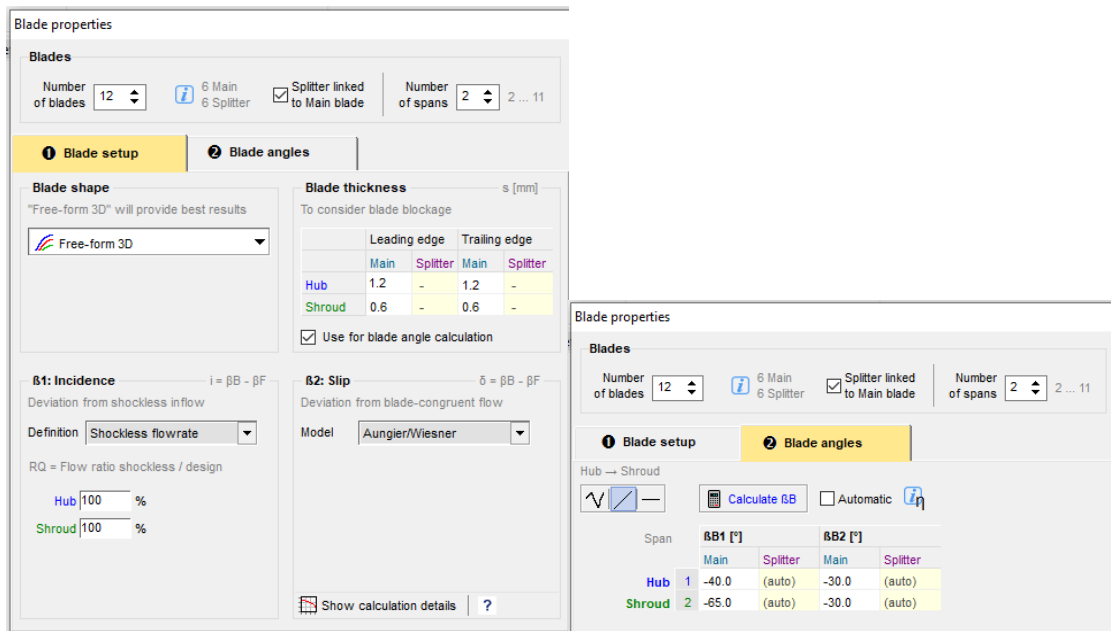 Blade properties
Blades
Number of blades 12 6 Main 6 Splitter Splitter linked to Main blade Number of spans 2 2 ... 11
❶ Blade setup ❷ Blade angles
Blade shape
"Free-form 3D" will provide best results
Free-form 3D
Blade thickness s [mm]
To consider blade blockage
Leading edge Trailing edge
Main Splitter Main Splitter
Hub 1.2 - 1.2 -
Shroud 0.6 - 0.6 -
Use for blade angle calculation
ß1: Incidence i = βB - βF
Deviation from shockless inflow
Definition Shockless flowrate
RQ = Flow ratio shockless / design
Hub 100 %
Shroud 100 %
ß2: Slip δ = βB - βF
Deviation from blade-congruent flow
Model Aungier/Wiesner
Show calculation details ?
Blade properties
Blades
Number of blades 12 6 Main 6 Splitter Splitter linked to Main blade Number of spans 2 2 ... 11
❶ Blade setup ❷ Blade angles
Hub → Shroud
Calculate ßB Automatic η
Span ßB1 [°] ßB2 [°]
Main Splitter Main Splitter
Hub 1 -40.0 (auto) -30.0 (auto)
Shroud 2 -65.0 (auto) -30.0 (auto)